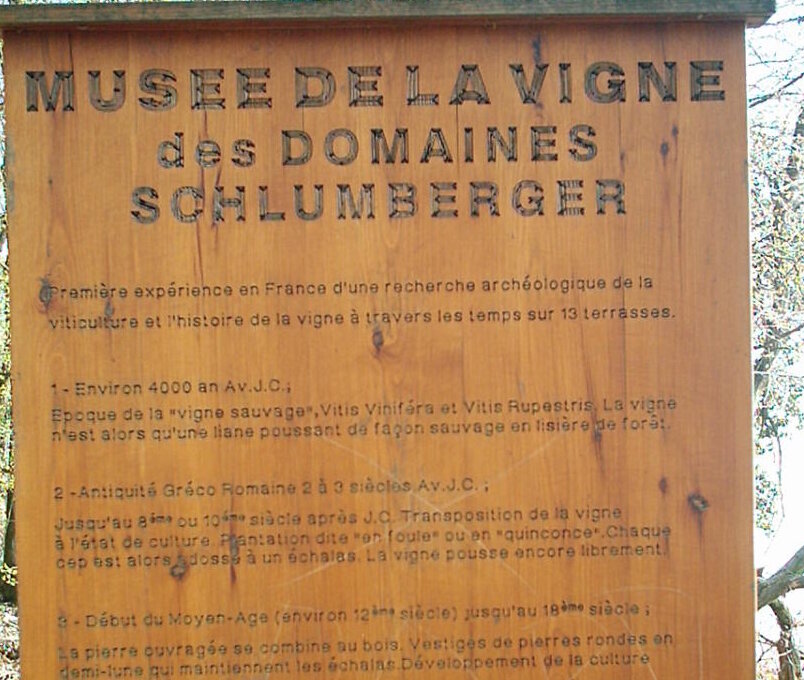 MUSEE DE LA VIGNE
des DOMAINES
SCHLUMBERGER
Première expérience en France d'une recherche archéologique de la
viticulture et l'histoire de la vigne à travers les temps sur 13 terrasses.
1 - Environ 4000 an Av.J.C.;
Epoque de la "vigne sauvage",Vitis Viniféra et Vitis Rupestris. La vigne
n'est alors qu'une liane poussant de façon sauvage en lisière de forêt.
2 - Antiquité Gréco Romaine 2 à 3 siècles Av.J.C. ;
Jusqu'au 8ème ou 10ème siècle après J.C. Transposition de la vigne
à l'état de culture. Plantation dite "en foule" ou en "quinconce".Chaque
cep est alors adossé à un échalas. La vigne pousse encore librement.
3 - Début du Moyen-Age (environ 12ème siècle) jusqu'au 18ème siècle ;
La pierre ouvragée se combine au bois. Vestiges de pierres rondes en
demi-lune qui maintiennent les échalas.Développement de la culture